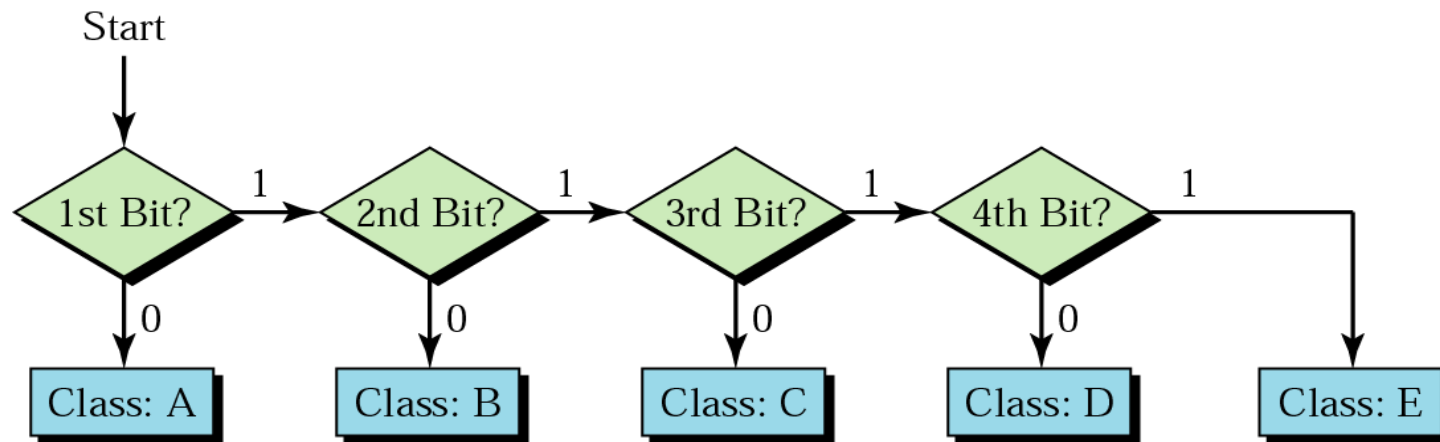 Start
1 1 1 1
1st Bit? 2nd Bit? 3rd Bit? 4th Bit?
0 0 0 0
Class: A Class: B Class: C Class: D Class: E